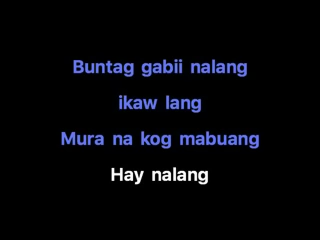 Buntag gabii nalang
ikaw lang
Mura na kog mabuang
Hay nalang